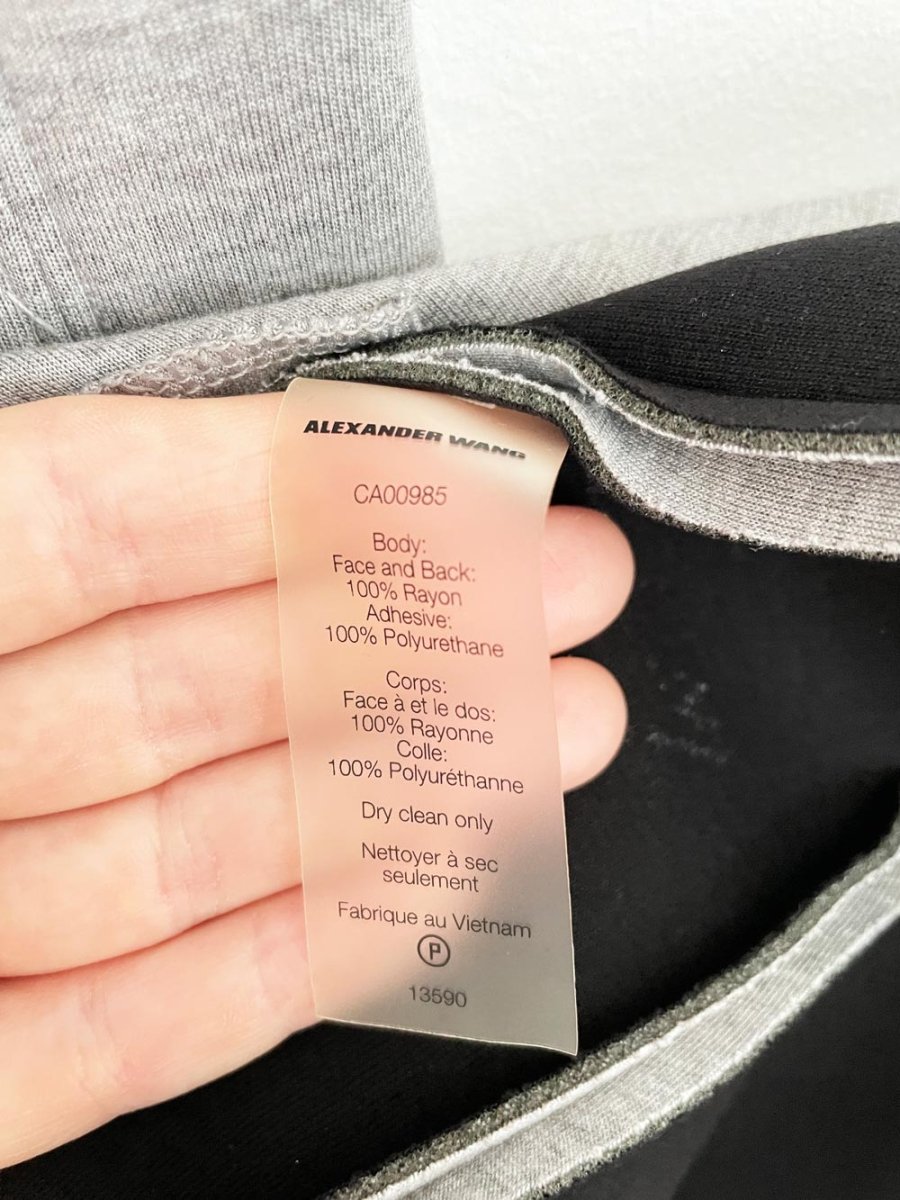 ALEXANDER WANG
CA00985
Body:
Face and Back:
100% Rayon
Adhesive:
100% Polyurethane
Corps:
Face à et le dos:
100% Rayonne
Colle:
100% Polyuréthanne
Dry clean only
Nettoyer à sec
seulement
Fabrique au Vietnam
P
13590